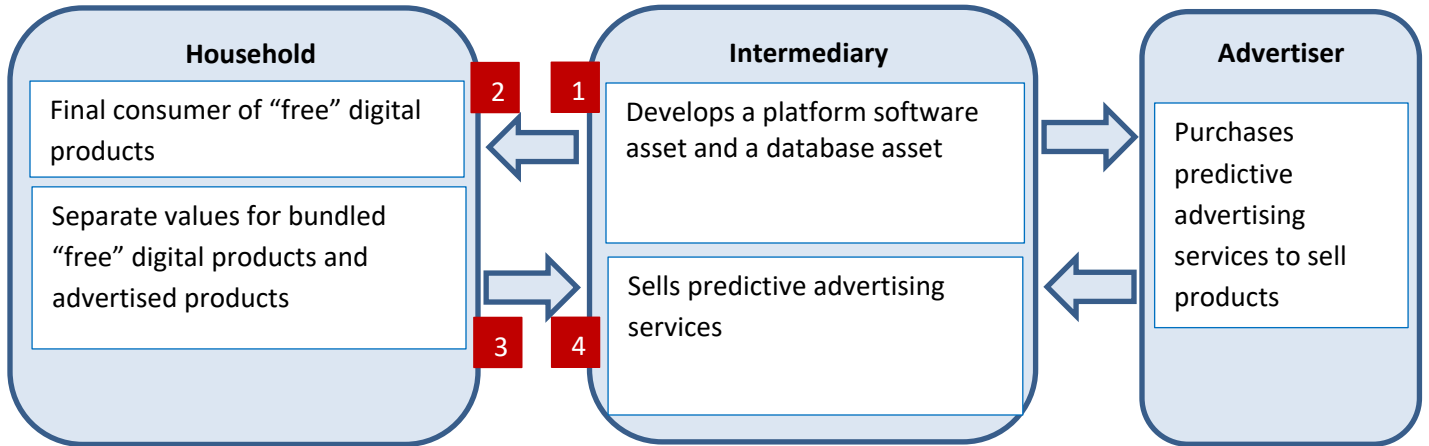 Household
2
Final consumer of “free” digital
products
Separate values for bundled
“free” digital products and
advertised products
3
Intermediary
1
Develops a platform software
asset and a database asset
4
Sells predictive advertising
services
Advertiser
Purchases
predictive
advertising
services to sell
products